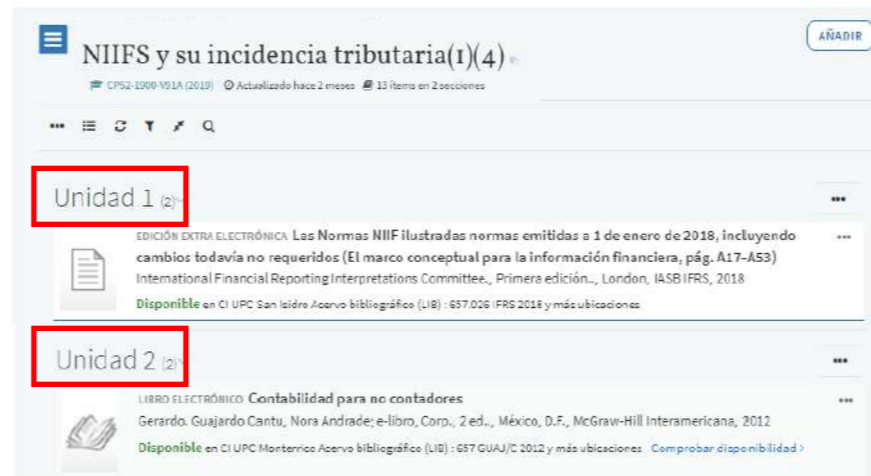 AÑADIR
NIIFS y su incidencia tributaria(1)(4)
CP52-1900-V91A (2019) Actualizado hace 2 meses 13 ítems en 2 secciones
Unidad 1 (2)
EDICIÓN EXTRA ELECTRÓNICA Las Normas NIIF ilustradas normas emitidas a 1 de enero de 2018, incluyendo
cambios todavía no requeridos (El marco conceptual para la información financiera, pág. A17-A53)
International Financial Reporting Interpretations Committee., Primera edición.., London, IASB IFRS, 2018
Disponible en CI UPC San Isidro Acervo bibliográfico (LIB) : 657.026 IFRS 2018 y más ubicaciones
Unidad 2 (2)
LIBRO ELECTRÓNICO Contabilidad para no contadores
Gerardo. Guajardo Cantu, Nora Andrade; e-libro, Corp., 2 ed.., México, D.F., McGraw-Hill Interamericana, 2012
Disponible en CI UPC Monterrico Acervo bibliográfico (LIB) : 657 GUAJ/C 2012 y más ubicaciones Comprobar disponibilidad